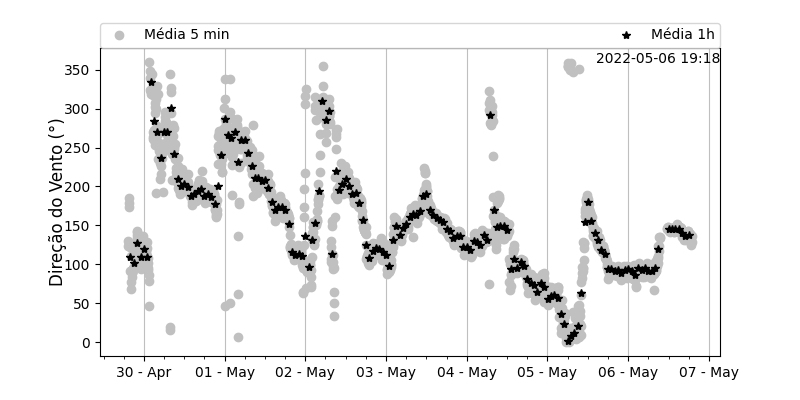 Média 5 min
Média 1h
2022-05-06 19:18
Direção do Vento (°)
350
300
250
200
150
100
50
0
30 - Apr
01 - May
02 - May
03 - May
04 - May
05 - May
06 - May
07 - May